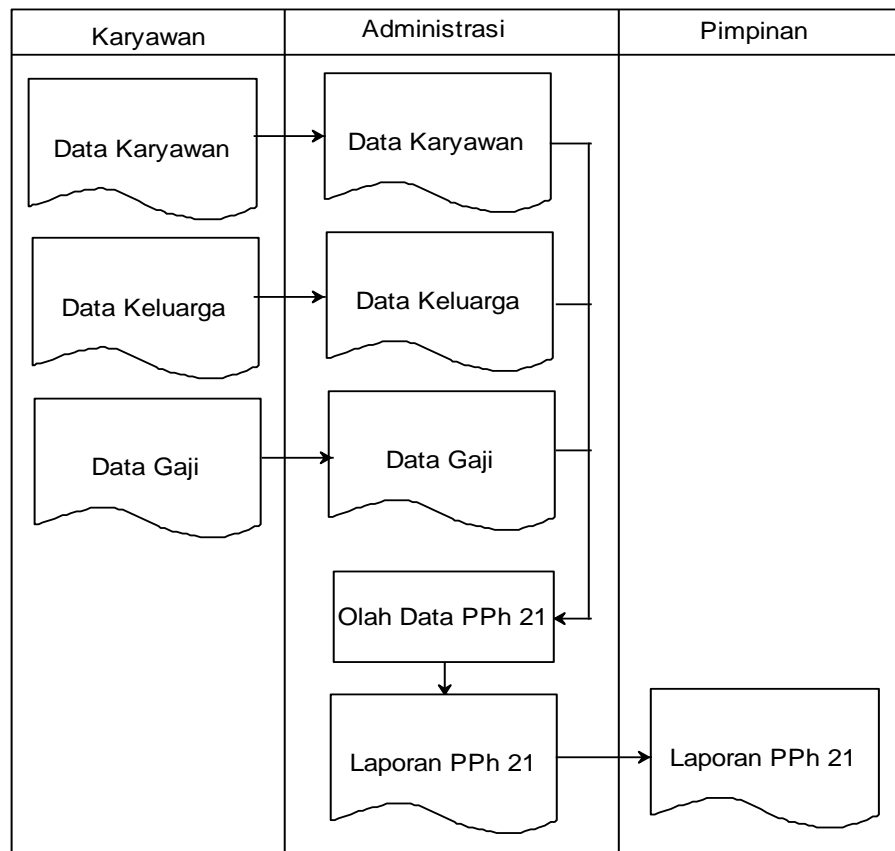 Karyawan
Administrasi
Pimpinan
Data Karyawan
Data Karyawan
Data Keluarga
Data Keluarga
Data Gaji
Data Gaji
Olah Data PPh 21
Laporan PPh 21
Laporan PPh 21